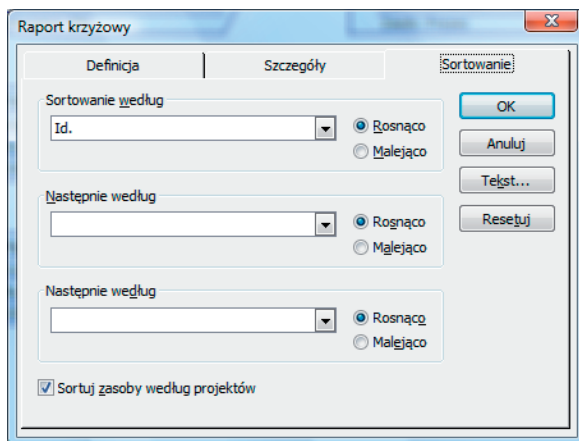 Raport krzyżowy
Definicja Szczegóły Sortowanie
Sortowanie według
Id.
Rosnąco
Malejąco
OK
Anuluj
Tekst...
Resetuj
Następnie według
Rosnąco
Malejąco
Następnie według
Rosnąco
Malejąco
Sortuj zasoby według projektów